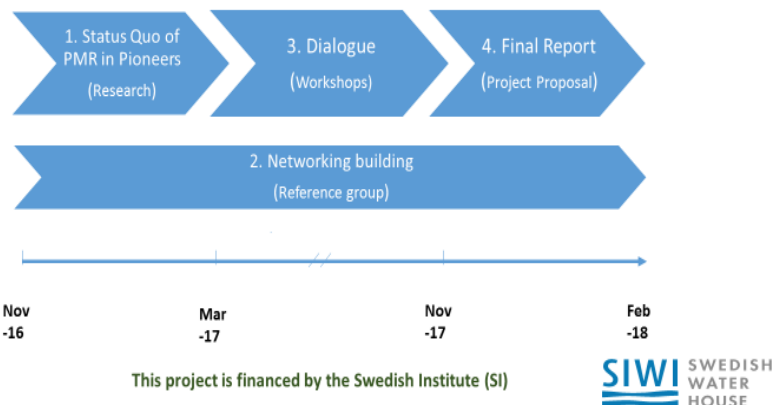 1. Status Quo of
PMR in Pioneers
(Research)
3. Dialogue
(Workshops)
4. Final Report
(Project Proposal)
2. Networking building
(Reference group)
Nov
-16
Mar
-17
Nov
-17
Feb
-18
This project is financed by the Swedish Institute (SI)
SIWI
SWEDISH
WATER
HOUSE